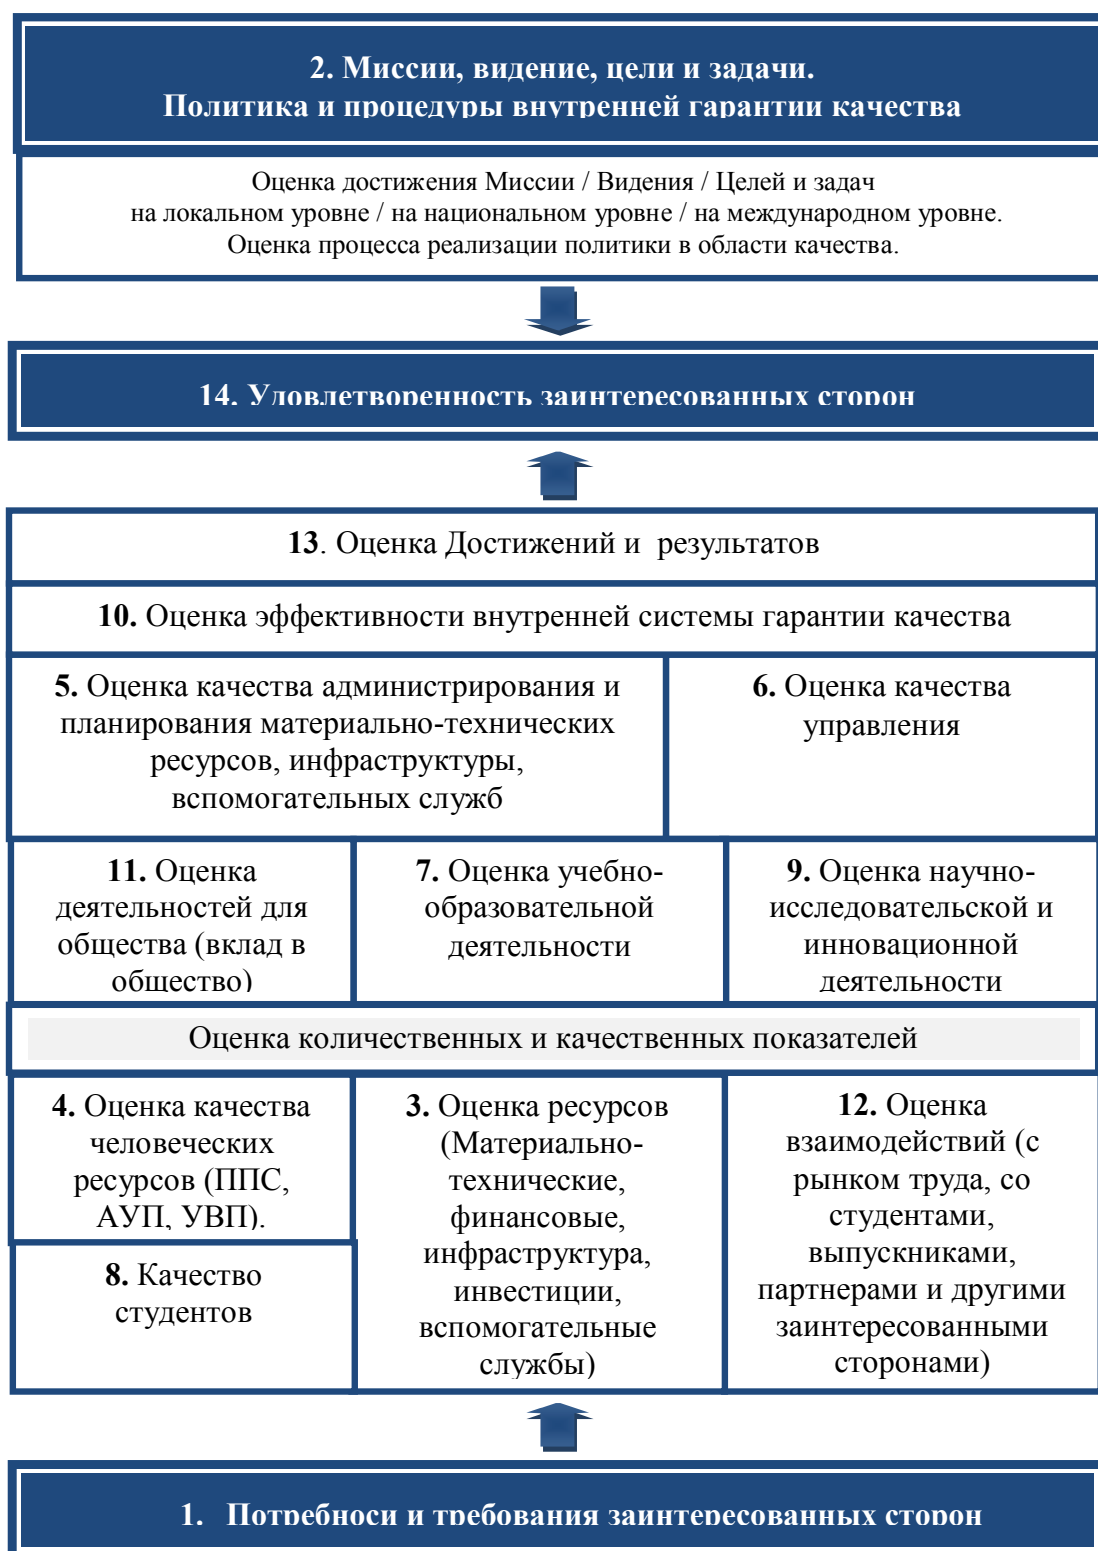 2. Миссии, видение, цели и задачи.
Политика и процедуры внутренней гарантии качества
Оценка достижения Миссии / Видения / Целей и задач
на локальном уровне / на национальном уровне / на международном уровне.
Оценка процесса реализации политики в области качества.
14. Удовлетворенность заинтересованных сторон
13. Оценка Достижений и результатов
10. Оценка эффективности внутренней системы гарантии качества
5. Оценка качества администрирования и
планирования материально-технических
ресурсов, инфраструктуры,
вспомогательных служб
6. Оценка качества
управления
11. Оценка
деятельностей для
общества (вклад в
общество)
7. Оценка учебно-
образовательной
деятельности
9. Оценка научно-
исследовательской и
инновационной
деятельности
Оценка количественных и качественных показателей
4. Оценка качества
человеческих
ресурсов (ППС,
АУП, УВП).
8. Качество
студентов
3. Оценка ресурсов
(Материально-
технические,
финансовые,
инфраструктура,
инвестиции,
вспомогательные
службы)
12. Оценка
взаимодействий (с
рынком труда, со
студентами,
выпускниками,
партнерами и другими
заинтересованными
сторонами)
1. Потребноси и требования заинтересованных сторон